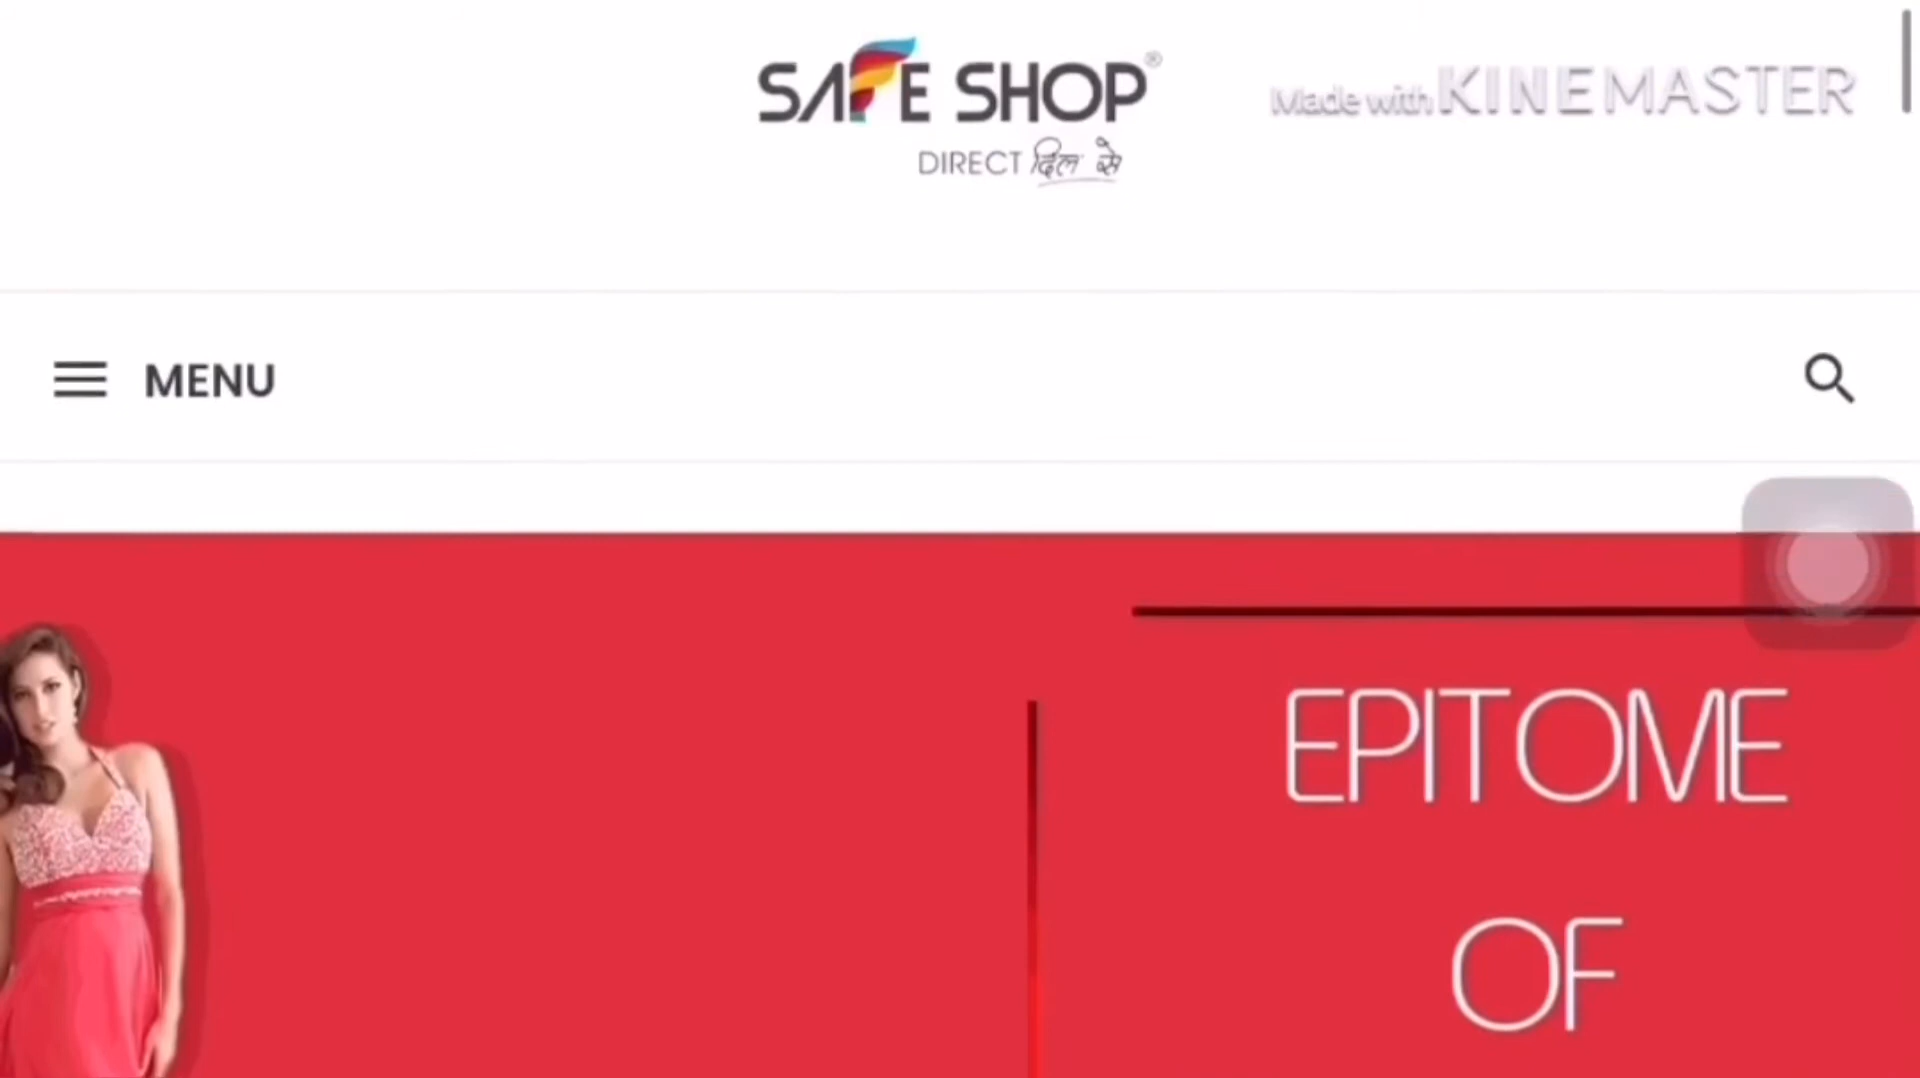 SAFE SHOP®
DIRECT दिल से
Made with KINEMASTER
MENU
EPITOME
OF